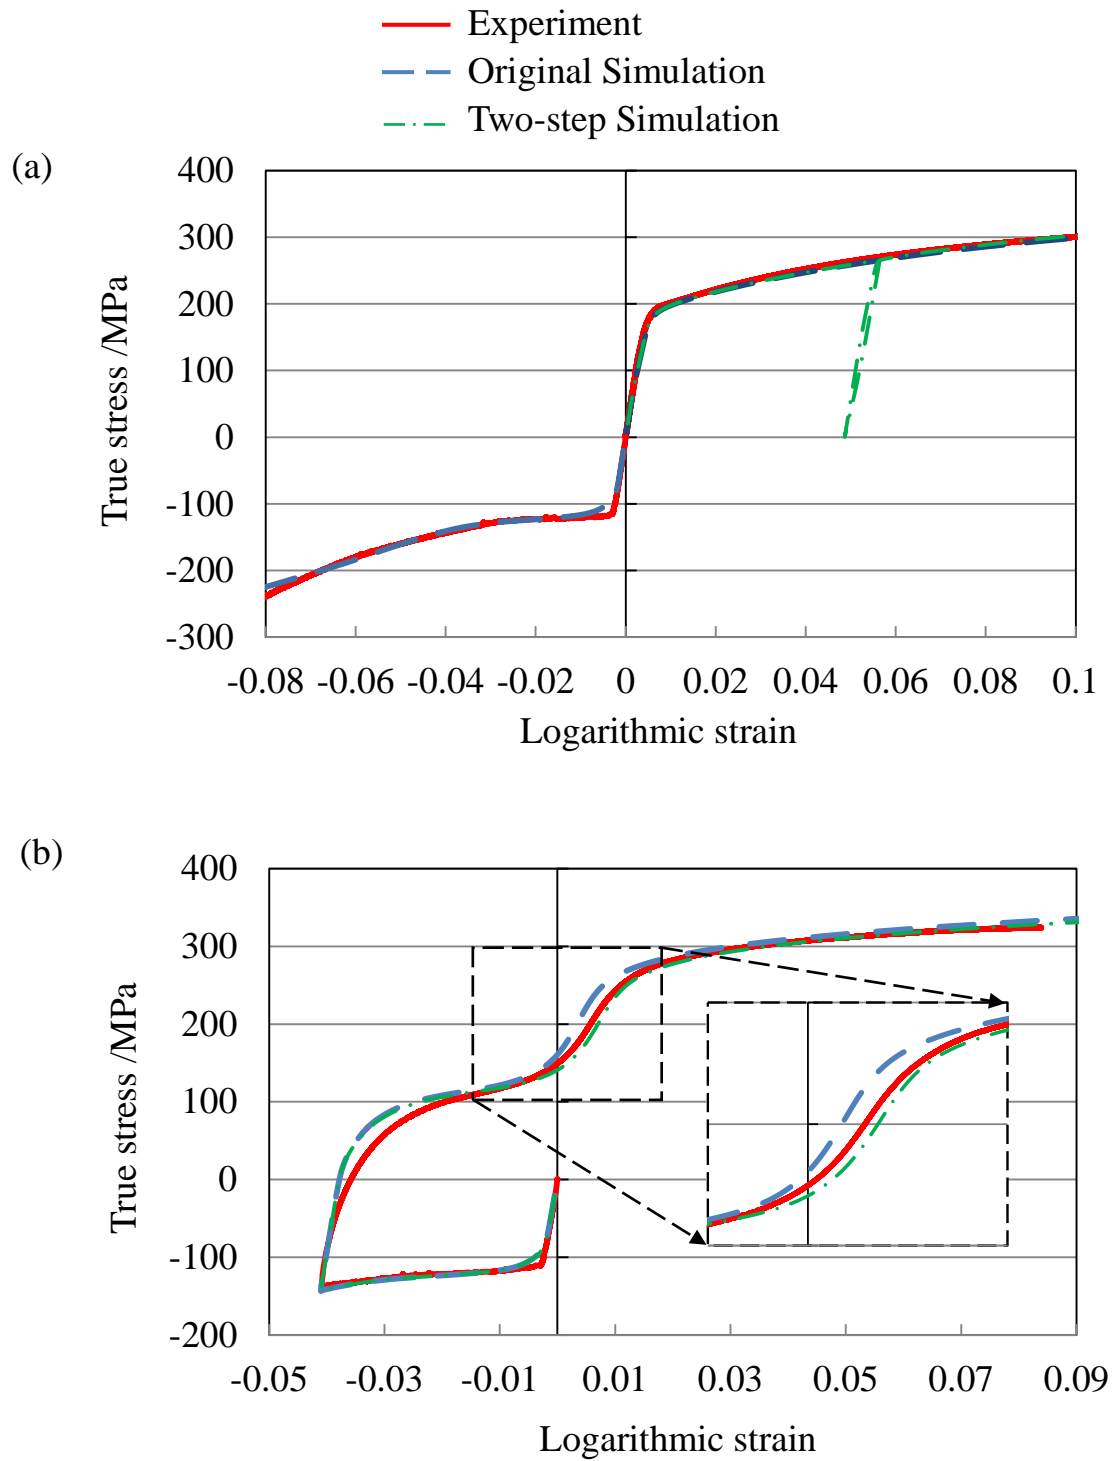 Experiment
Original Simulation
Two-step Simulation
(a)
400
300
200
100
0
-100
-200
-300
True stress /MPa
-0.08 -0.06 -0.04 -0.02 0 0.02 0.04 0.06 0.08 0.1
Logarithmic strain
(b)
400
300
200
100
0
-100
-200
True stress /MPa
-0.05 -0.03 -0.01 0.01 0.03 0.05 0.07 0.09
Logarithmic strain